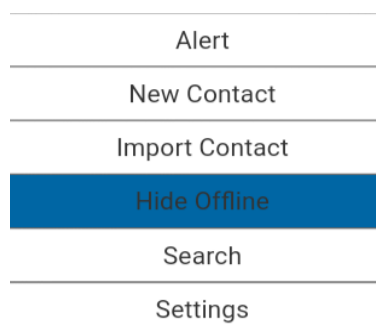 Alert
New Contact
Import Contact
Hide Offline
Search
Settings